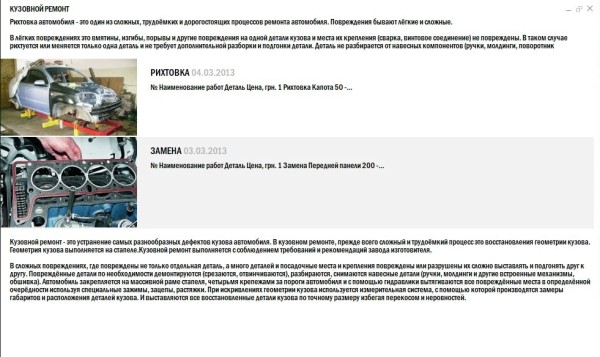 КУЗОВНОЙ РЕМОНТ
Рихтовка автомобиля - это один из сложных, трудоёмких и дорогостоящих процессов ремонта автомобиля. Повреждения бывают лёгкие и сложные.
В лёгких повреждениях это вмятины, изгибы, порывы и другие повреждения на одной детали кузова и места их крепления (сварка, винтовое соединение) не повреждены. В таком случае
рихтуется или меняется только одна деталь и не требует дополнительной разборки и подгонки детали. Деталь не разбирается от навесных компонентов (ручки, молдинги, поворотник
РИХТОВКА 04.03.2013
№ Наименование работ Деталь Цена, грн. 1 Рихтовка Капота 50 -...
ЗАМЕНА 03.03.2013
№ Наименование работ Деталь Цена, грн. 1 Замена Передней панели 200 -...
Кузовной ремонт - это устранение самых разнообразных дефектов кузова автомобиля. В кузовном ремонте, прежде всего сложный и трудоёмкий процесс это восстановления геометрии кузова.
Геометрия кузова выполняется на стапеле.Кузовной ремонт выполняется с соблюдением требований и рекомендаций завода изготовителя.
В сложных повреждениях, где повреждены не только отдельная деталь, а много деталей и посадочные места и крепления повреждены или разрушены их сложно выставлять и подгонять друг к
другу. Повреждённые детали по необходимости демонтируются (срезаются, отвинчиваются), разбираются, снимаются навесные детали (ручки, молдинги и другие встроенные механизмы,
обшивка). Автомобиль закрепляется на массивной раме стапеля, четырьмя крепежами за пороги автомобиля и с помощью гидравлики вытягиваются все повреждённые места в определённой
очерёдности используя специальные зажимы, зацепы, растяжки. При искривлениях геометрии кузова используется измерительная система, с помощью которой производятся замеры
габаритов и расположения деталей кузова. И выставляются все восстановленные детали кузова по точному размеру избегая перекосом и неровностей.